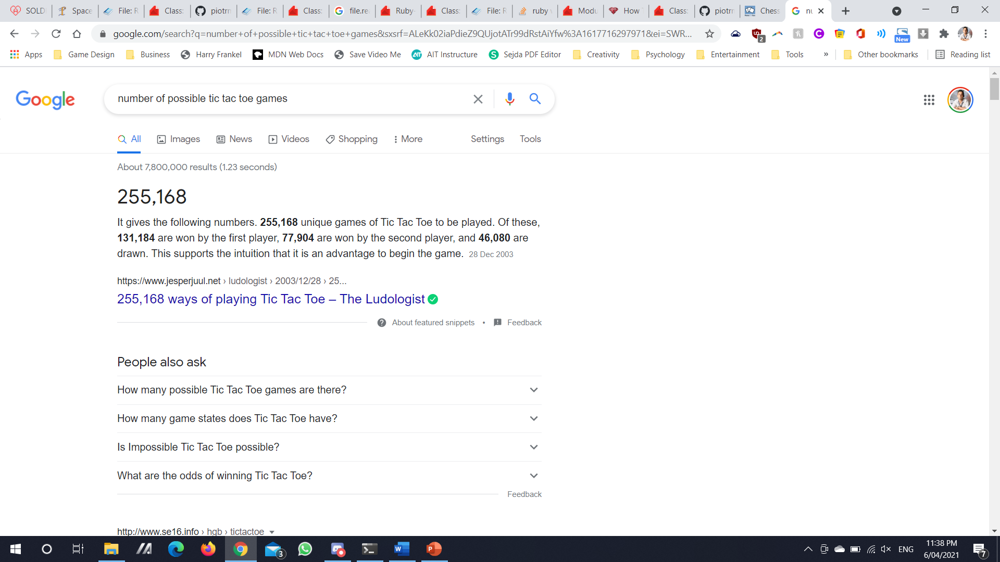 SOLD
Space
File: R
Class:
piotrn
File: R
Class:
file.rea
Ruby-
Class:
File: R
ruby
Modu
How
Class:
piotrn
Chess
google.com/search?q=number+of+possible+tic+tac+toe+games&sxsrf=ALeKk02iaPdieZ9QUjotATr99dRstAiYfw%3A1617716297971&ei=SWR...
2
New
Apps
Game Design
Business
Harry Frankel
MDN Web Docs
Save Video Me
AIT Instructure
Sejda PDF Editor
Creativity
Psychology
Entertainment
Tools
»
Other bookmarks
Reading list
Google
number of possible tic tac toe games
All
Images
News
Videos
Shopping
More
Settings
Tools
About 7,800,000 results (1.23 seconds)
255,168
It gives the following numbers. 255,168 unique games of Tic Tac Toe to be played. Of these,
131,184 are won by the first player, 77,904 are won by the second player, and 46,080 are
drawn. This supports the intuition that it is an advantage to begin the game. 28 Dec 2003
https://www.jesperjuul.net › ludologist › 2003/12/28 › 25...
255,168 ways of playing Tic Tac Toe – The Ludologist
About featured snippets • Feedback
People also ask
How many possible Tic Tac Toe games are there?
How many game states does Tic Tac Toe have?
Is Impossible Tic Tac Toe possible?
What are the odds of winning Tic Tac Toe?
Feedback
http://www.se16.info › hgb › tictactoe
3
ENG
11:38 PM
6/04/2021
7